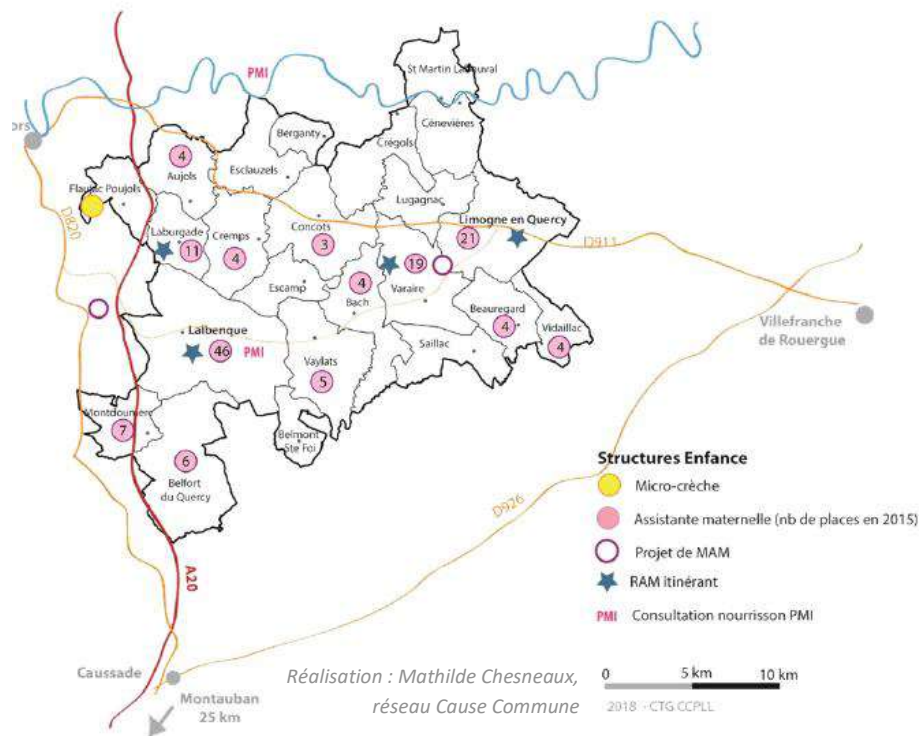 PMI
St Martin Labouval
ors
Berganty
Cénevières
Crégols
4
Aujols
Esclauzels
Flaujac Poujols
Lugagnac
D820
Limogne en Quercy
Laburgade
11
Cremps
4
Concots
3
21
D911
19
Escamp
4
Bach
Varaire
Beauregard
4
Vidaillac
4
Villefranche
de Rouergue
Lalbenque
46
PMI
Vaylats
5
Saillac
7
6
Belfort
du Quercy
Belmont
Ste Foi
D926
A20
Structures Enfance
Micro-crèche
Assistante maternelle (nb de places en 2015)
Projet de MAM
RAM itinérant
PMI Consultation nourrisson PMI
Caussade
Montauban
25 km
Réalisation : Mathilde Chesneaux,
réseau Cause Commune
0 5 km 10 km
2018 - CTG CCPLL